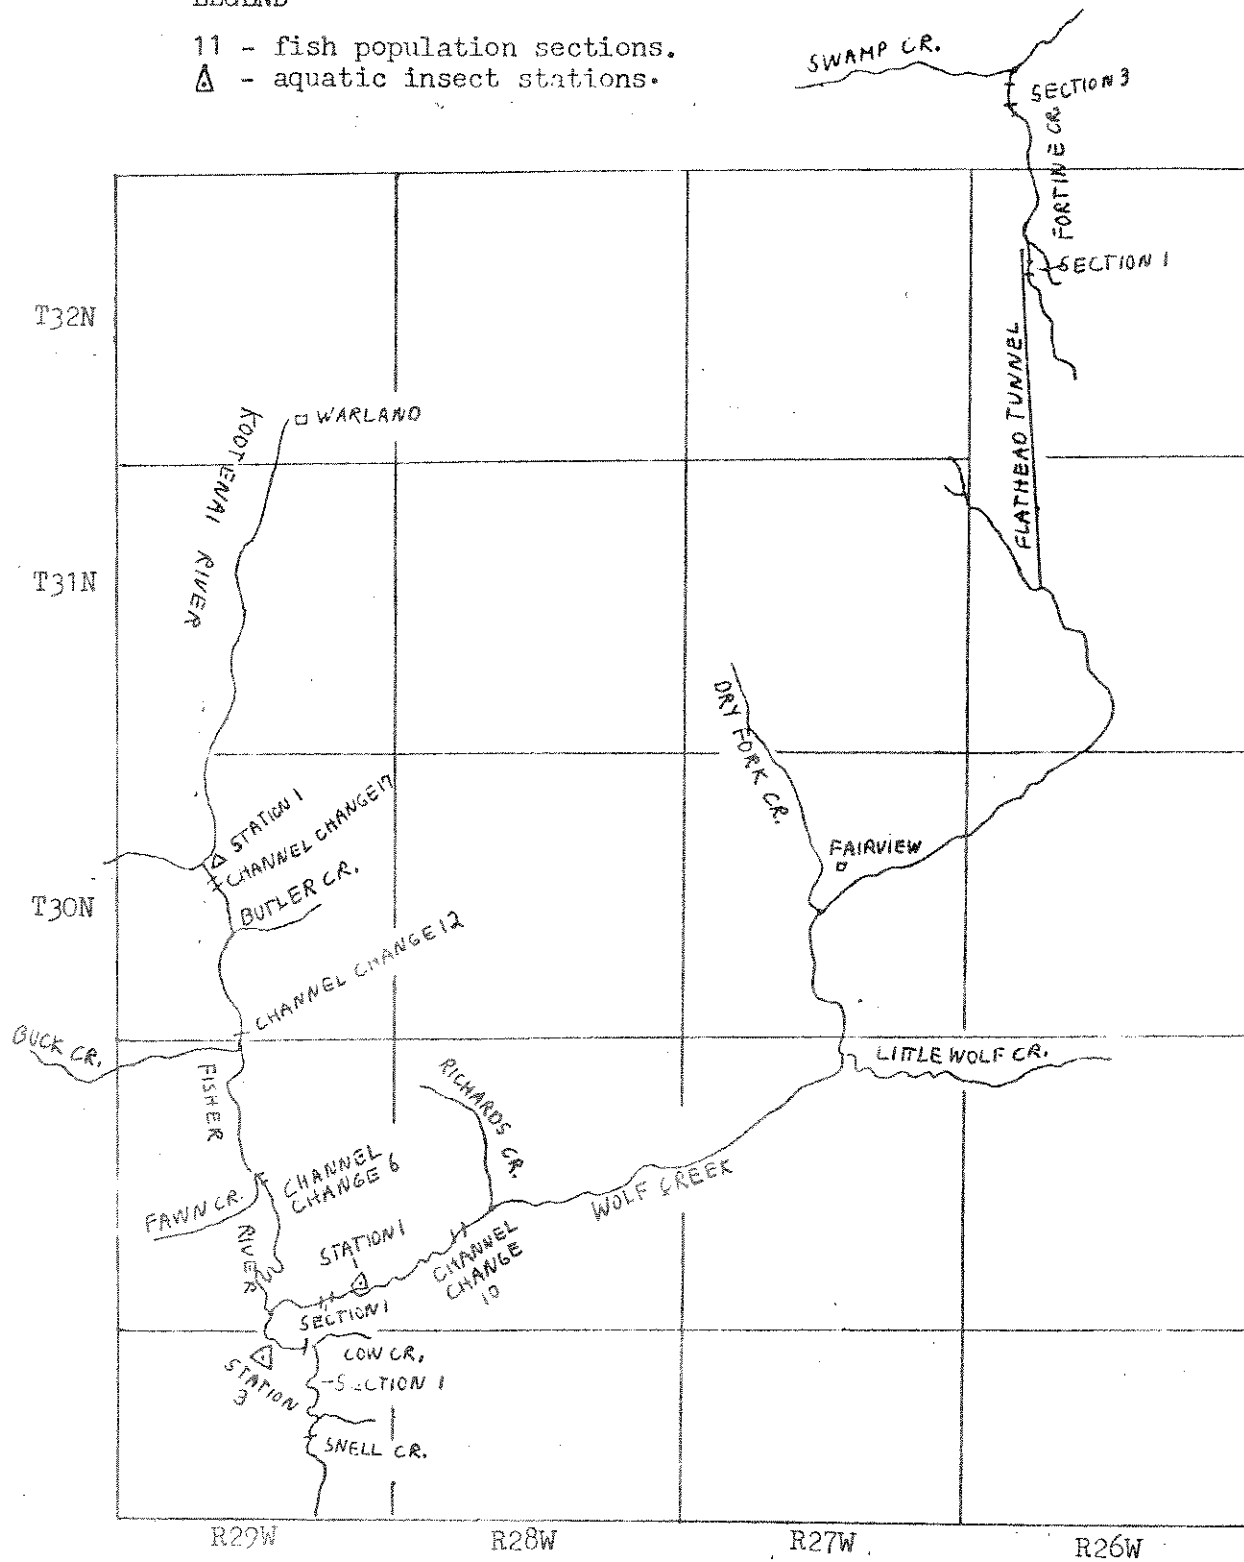 LEGEND
11 - fish population sections.
- aquatic insect stations.
SWAMP CR.
SECTION 3
FORTINE CR.
SECTION 1
T32N
FLATHEAD TUNNEL
WARLAND
KOOTENAI RIVER
T31N
DRY FORK CR.
STATION 1
CHANNEL CHANGE 17
FAIRVIEW
BUTLER CR.
T30N
CHANNEL CHANGE 12
BUCK CR.
LITTLE WOLF CR.
FISHER
RIVER
RICHARDS CR.
CHANNEL
CHANGE 6
FAWN CR.
WOLF CREEK
STATION 1
CHANNEL
CHANGE
10
SECTION 1
COW CR.
STATION
3
SECTION 1
SNELL CR.
R29W
R28W
R27W
R26W